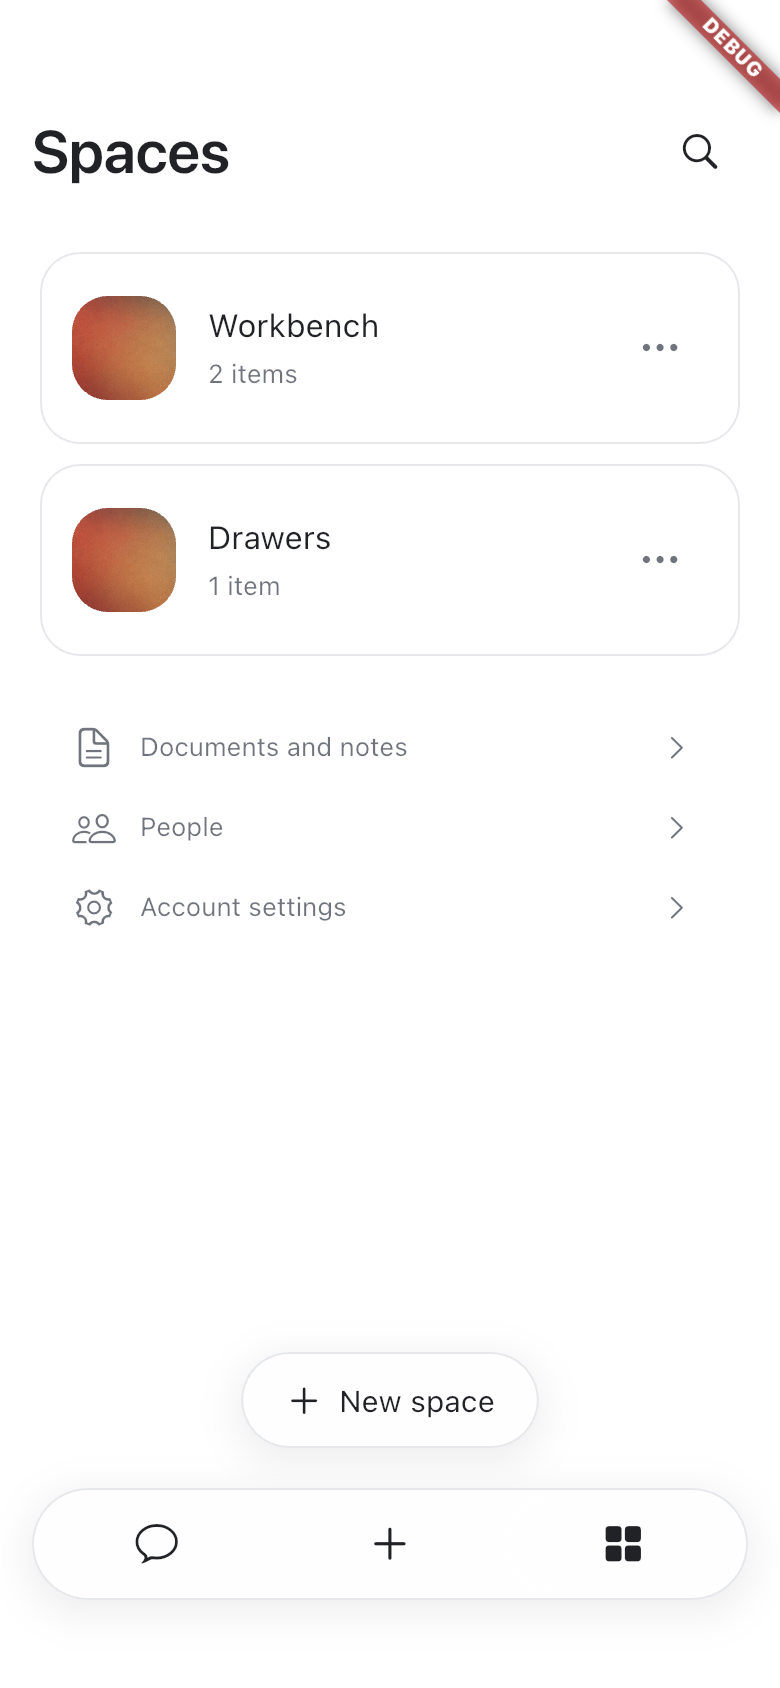 DEBUG
Spaces
Workbench
2 items
Drawers
1 item
Documents and notes
People
Account settings
New space